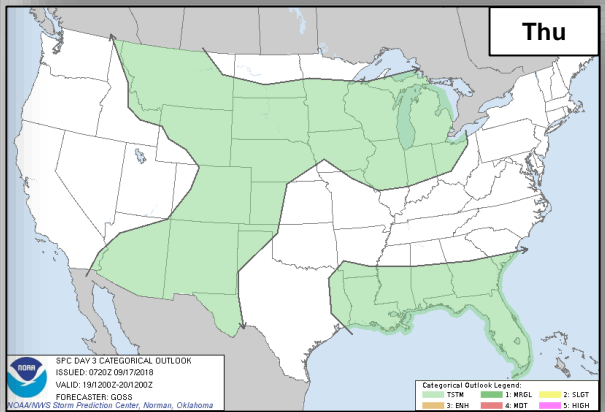 Thu
NOAA
SPC DAY 3 CATEGORICAL OUTLOOK
ISSUED: 0720Z 09/17/2018
VALID: 19/1200Z-20/1200Z
FORECASTER: GOSS
NOAA/NWS Storm Prediction Center, Norman, Oklahoma
Categorical Outlook Legend:
TSTM 1: MRGL 2: SLGT
3: ENH 4: MDT 5: HIGH